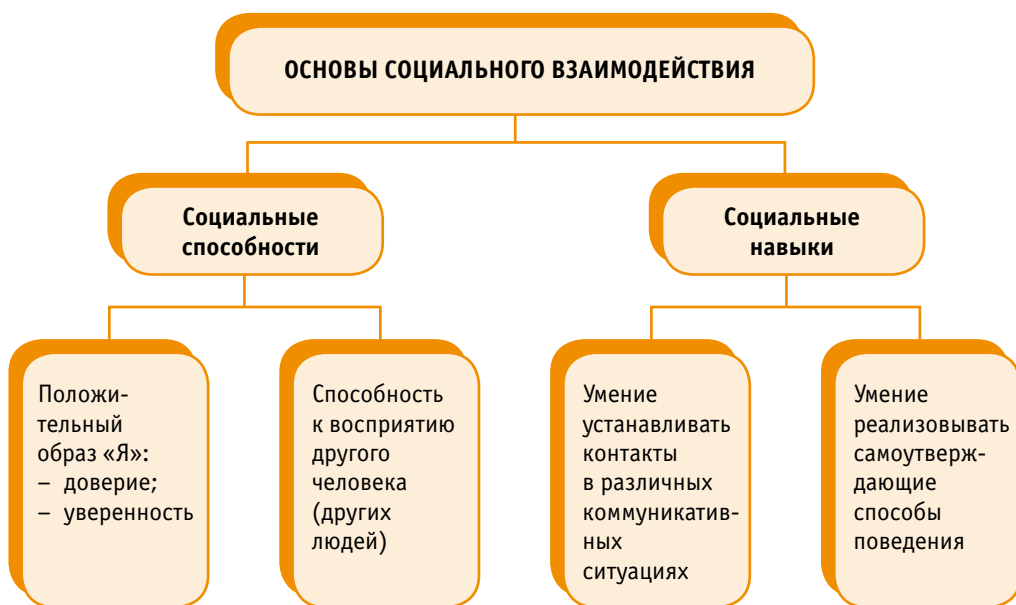 ОСНОВЫ СОЦИАЛЬНОГО ВЗАИМОДЕЙСТВИЯ
Социальные
способности
Социальные
навыки
Положи-
тельный
образ «Я»:
– доверие;
– уверенность
Способность
к восприятию
другого
человека
(других
людей)
Умение
устанавливать
контакты
в различных
коммуникатив-
ных
ситуациях
Умение
реализовывать
самоутверж-
дающие
способы
поведения